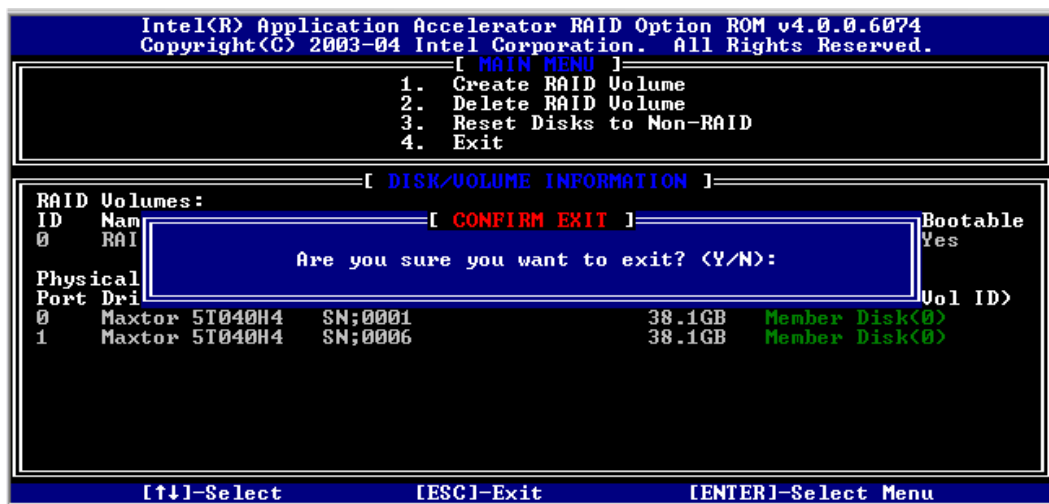 Intel(R) Application Accelerator RAID Option ROM v4.0.0.6074
Copyright(C) 2003-04 Intel Corporation. All Rights Reserved.
[ MAIN MENU ]
1. Create RAID Volume
2. Delete RAID Volume
3. Reset Disks to Non-RAID
4. Exit
[ DISK/VOLUME INFORMATION ]
RAID Volumes:
ID Nam Bootable
0 RAI Yes
[ CONFIRM EXIT ]
Are you sure you want to exit? (Y/N):
Physical
Port Dri Vol ID)
0 Maxtor 5T040H4 SN;0001 38.1GB Member Disk(0)
1 Maxtor 5T040H4 SN;0006 38.1GB Member Disk(0)
[↑↓]-Select [ESC]-Exit [ENTER]-Select Menu